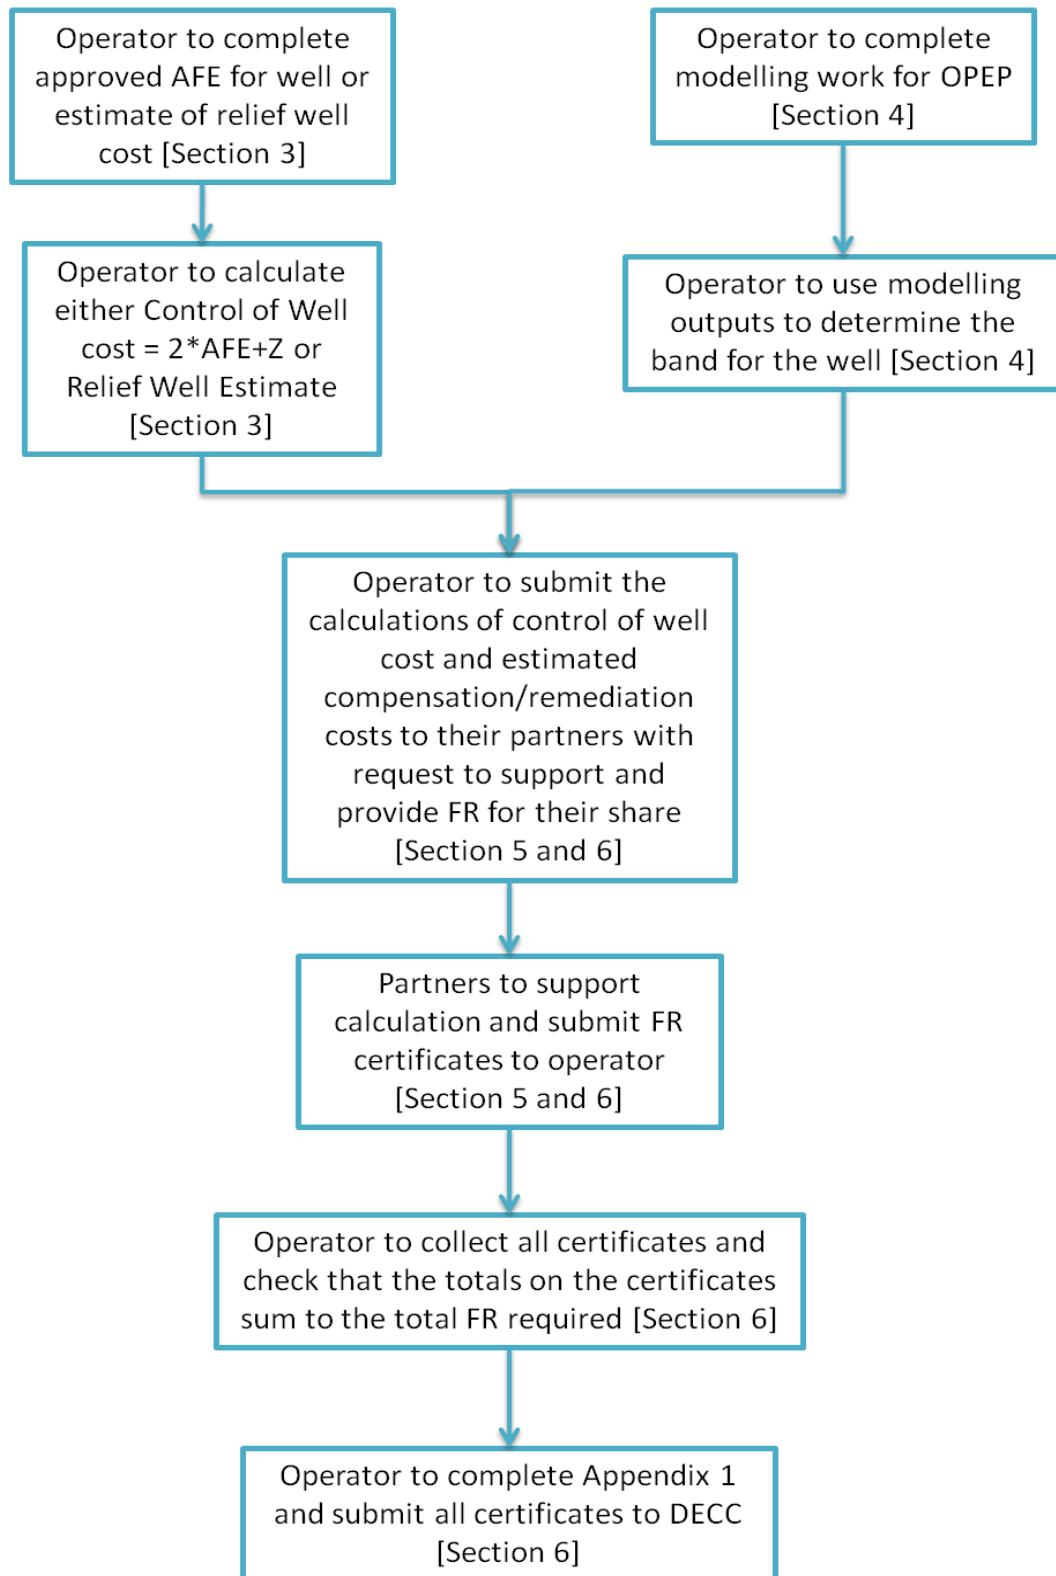 Operator to complete
approved AFE for well or
estimate of relief well
cost [Section 3]
Operator to complete
modelling work for OPEP
[Section 4]
Operator to calculate
either Control of Well
cost = 2*AFE+Z or
Relief Well Estimate
[Section 3]
Operator to use modelling
outputs to determine the
band for the well [Section 4]
Operator to submit the
calculations of control of well
cost and estimated
compensation/remediation
costs to their partners with
request to support and
provide FR for their share
[Section 5 and 6]
Partners to support
calculation and submit FR
certificates to operator
[Section 5 and 6]
Operator to collect all certificates and
check that the totals on the certificates
sum to the total FR required [Section 6]
Operator to complete Appendix 1
and submit all certificates to DECC
[Section 6]